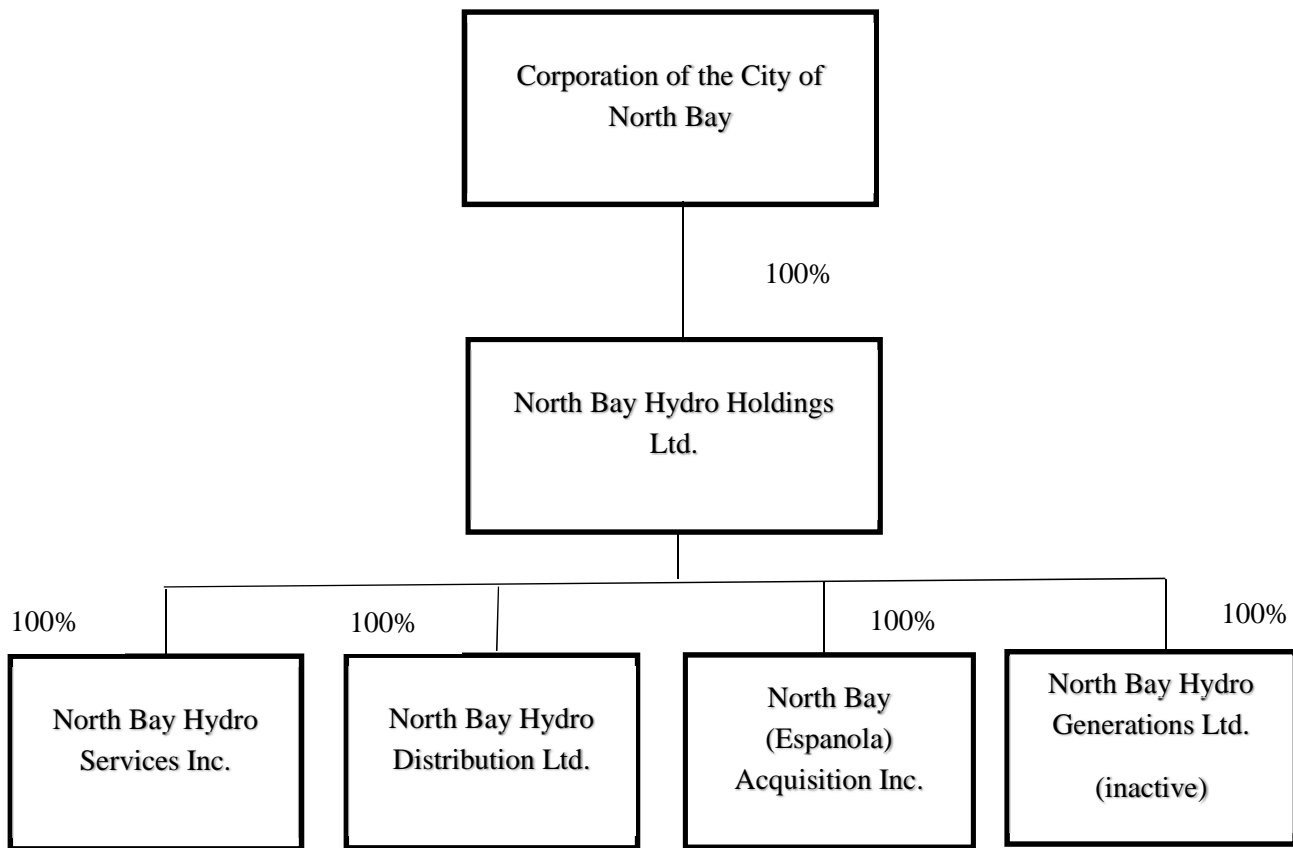 Corporation of the City of
North Bay
100%
North Bay Hydro Holdings
Ltd.
100%
100%
100%
100%
North Bay Hydro
Services Inc.
North Bay Hydro
Distribution Ltd.
North Bay
(Espanola)
Acquisition Inc.
North Bay Hydro
Generations Ltd.
(inactive)